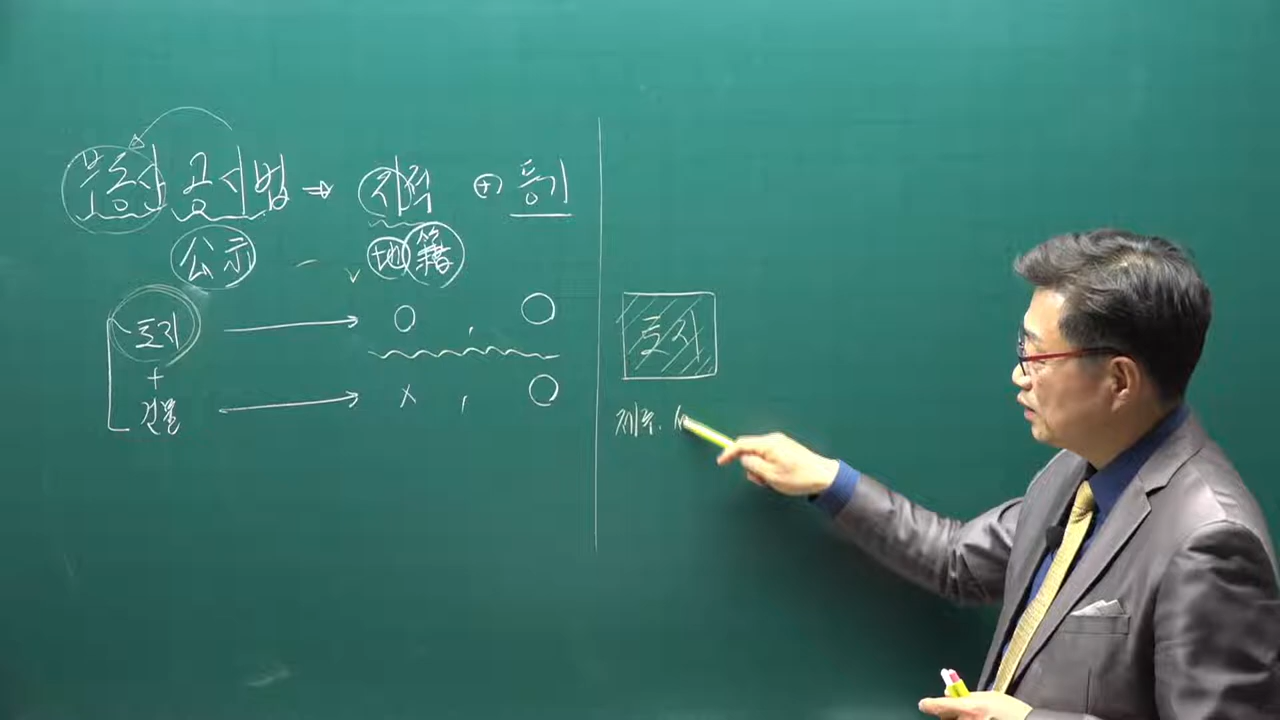 부동산 공시법 ⇒ 지적 ⊕ 등기
公示 地籍
토지 → ○ , ○
+
건물 → × , ○
토지
제주.